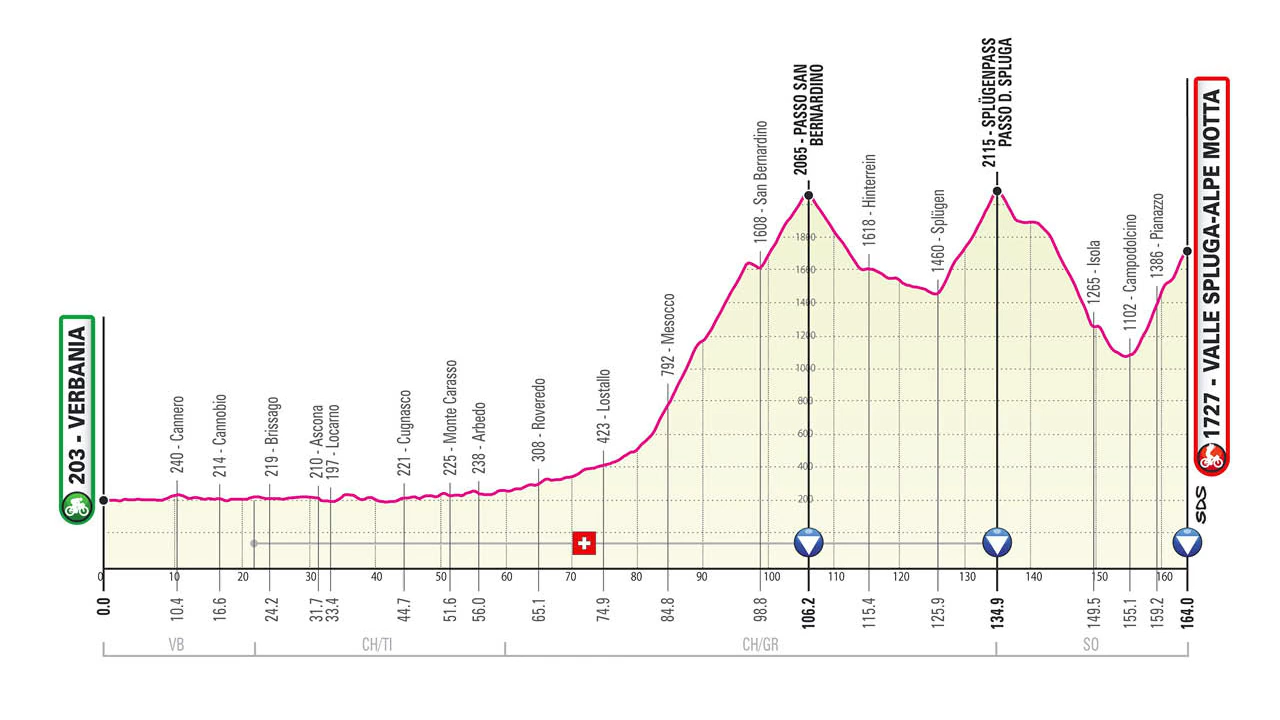 203 - VERBANIA
240 - Cannero
214 - Cannobio
219 - Brissago
210 - Ascona
197 - Locarno
221 - Cugnasco
225 - Monte Carasso
238 - Arbedo
308 - Roveredo
423 - Lostallo
792 - Mesocco
1608 - San Bernardino
2065 - PASSO SAN
BERNARDINO
1618 - Hinterrein
1460 - Splügen
2115 - SPLÜGENPASS
PASSO D. SPLUGA
1265 - Isola
1102 - Campodolcino
1386 - Pianazzo
1727 - VALLE SPLUGA-ALPE MOTTA
1800
1600
1400
1200
1000
800
600
400
200
SDS
0 10 20 30 40 50 60 70 80 90 100 110 120 130 140 150 160
0.0 10.4 16.6 24.2 31.7 33.4 44.7 51.6 56.0 65.1 74.9 84.8 98.8 106.2 115.4 125.9 134.9 149.5 155.1 159.2 164.0
VB CH/TI CH/GR SO